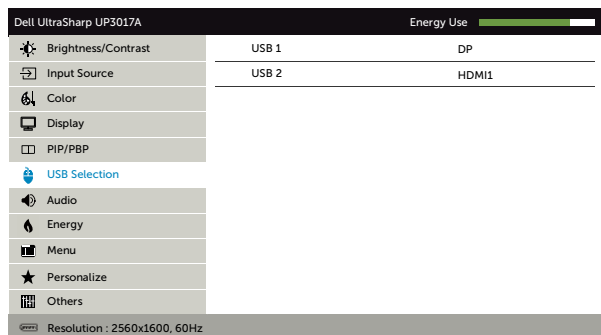 Dell UltraSharp UP3017A Energy Use
Brightness/Contrast USB 1 DP
Input Source USB 2 HDMI1
Color
Display
PIP/PBP
USB Selection
Audio
Energy
Menu
Personalize
Others
Resolution : 2560x1600, 60Hz